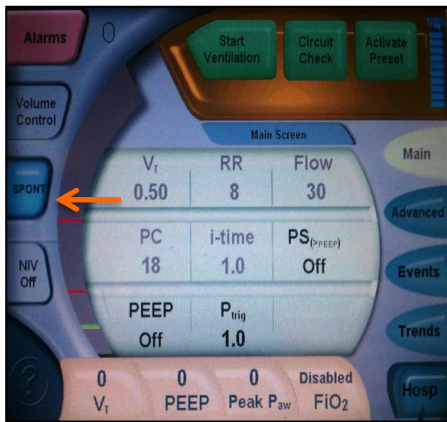 Alarms
0
Start
Ventilation
Circuit
Check
Activate
Preset
Volume
Control
Main Screen
Main
VT RR Flow
0.50 8 30
SPONT
Advanced
PC i-time PS(>PEEP)
18 1.0 Off
NIV
Off
Events
PEEP Ptrig
Off 1.0
Trends
?
0 0 0 Disabled
VT PEEP Peak Paw FiO2
Hosp